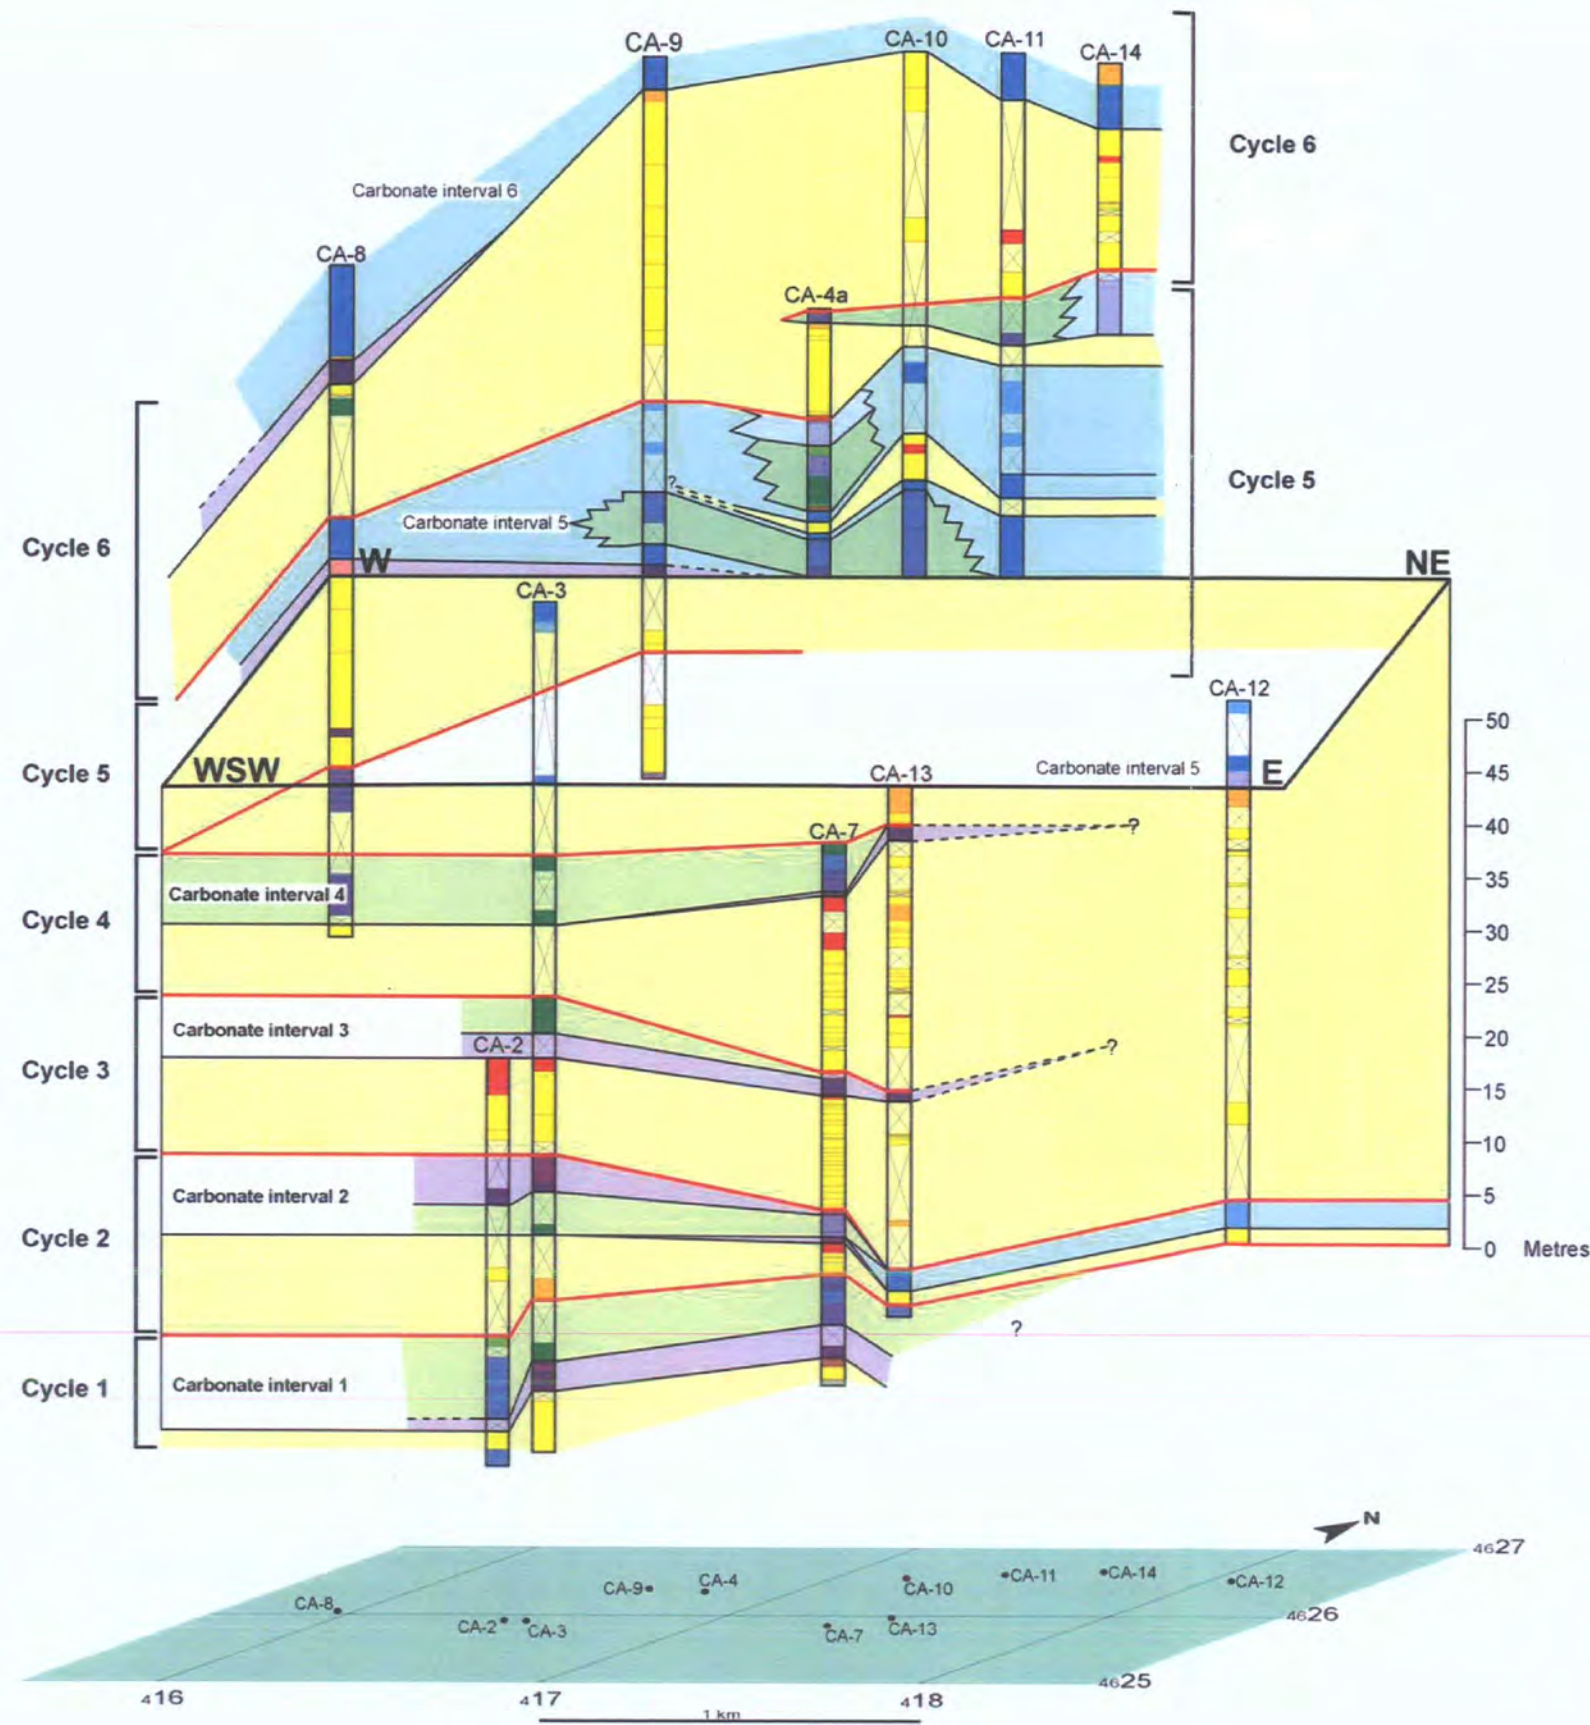 CA-9
CA-10
CA-11
CA-14
Cycle 6
Carbonate interval 6
CA-8
CA-4a
Cycle 5
?
Carbonate interval 5
Cycle 6
W
NE
CA-3
CA-12
50
WSW
CA-13
Carbonate interval 5
E
Cycle 5
45
CA-7
?
40
35
Carbonate interval 4
Cycle 4
30
25
Carbonate interval 3
CA-2
?
20
Cycle 3
15
10
Carbonate interval 2
5
Cycle 2
0 Metres
?
Cycle 1
Carbonate interval 1
N
4627
CA-9
CA-4
CA-10
CA-11
CA-14
CA-12
CA-8
CA-2
CA-3
CA-7
CA-13
4626
4625
416
417
418
1 km